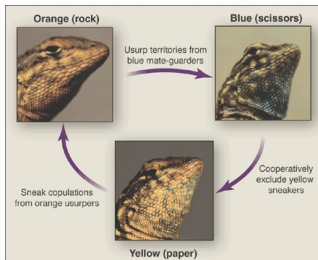 Orange (rock)
Blue (scissors)
Usurp territories from
blue mate-guarders
Cooperatively
exclude yellow
sneakers
Sneak copulations
from orange usurpers
Yellow (paper)